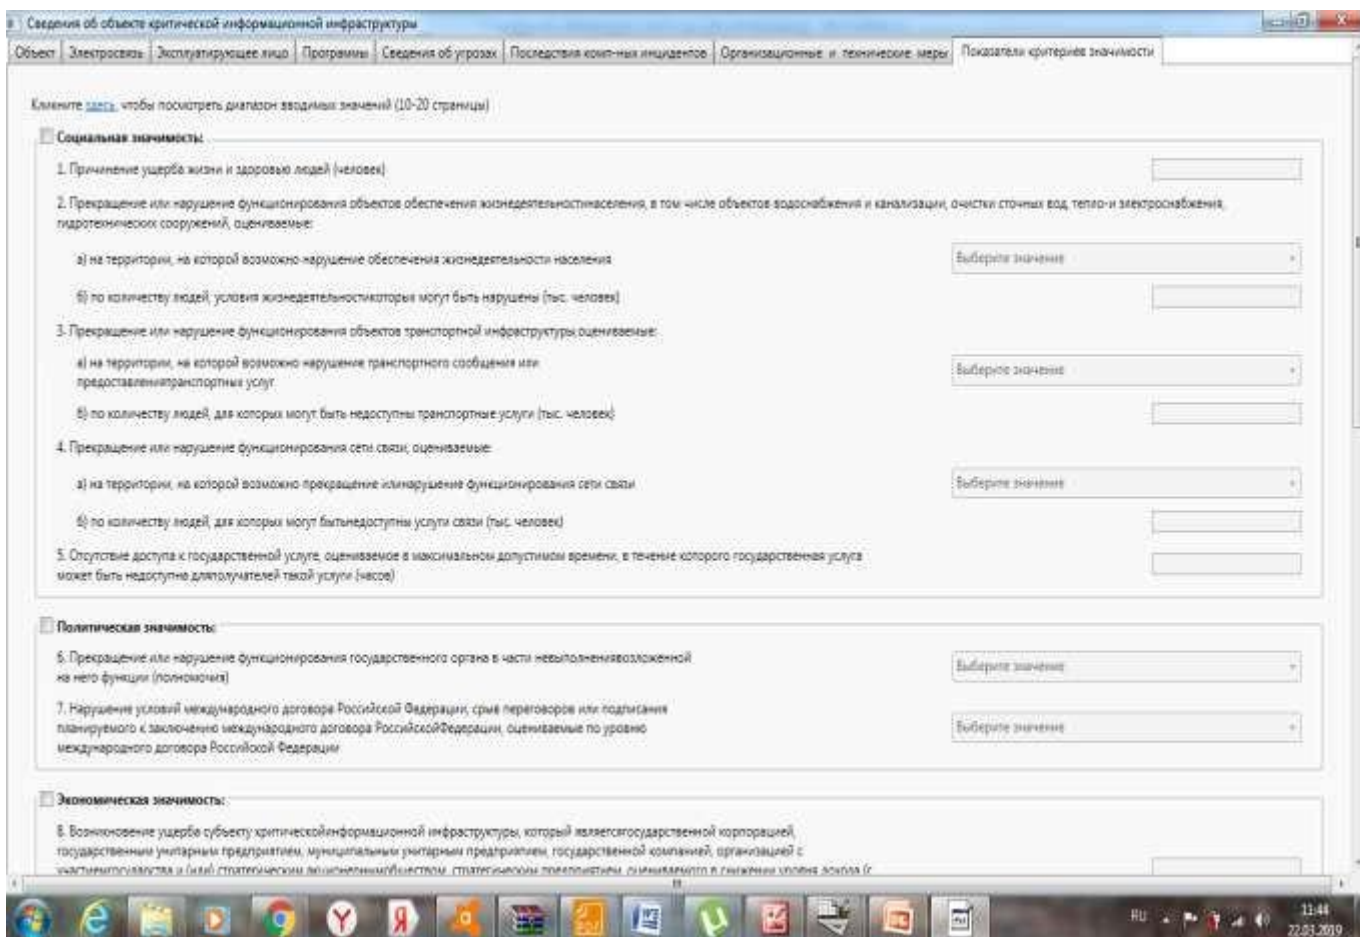 Сведения об объекте критической информационной инфраструктуры
Объект Электросвязь Эксплуатирующее лицо Программы Сведения об угрозах Последствия комп-ных инцидентов Организационные и технические меры Показатели критериев значимости
Кликните здесь, чтобы посмотреть диапазон вводимых значений (10-20 страницы)
Социальная значимость:
1. Причинение ущерба жизни и здоровью людей (человек)
2. Прекращение или нарушение функционирования объектов обеспечения жизнедеятельностинаселения, в том числе объектов водоснабжения и канализации, очистки сточных вод, тепло-и электроснабжения,
гидротехнических сооружений, оцениваемые:
а) на территории, на которой возможно нарушение обеспечения жизнедеятельности населения
Выберите значение
б) по количеству людей, условия жизнедеятельностикоторых могут быть нарушены (тыс. человек)
3. Прекращение или нарушение функционирования объектов транспортной инфраструктуры,оцениваемые:
а) на территории, на которой возможно нарушение транспортного сообщения или
предоставлениятранспортных услуг
Выберите значение
б) по количеству людей, для которых могут быть недоступны транспортные услуги (тыс. человек)
4. Прекращение или нарушение функционирования сети связи, оцениваемые:
а) на территории, на которой возможно прекращение илинарушение функционирования сети связи
Выберите значение
б) по количеству людей, для которых могут бытьнедоступны услуги связи (тыс. человек)
5. Отсутствие доступа к государственной услуге, оцениваемое в максимальном допустимом времени, в течение которого государственная услуга
может быть недоступна дляполучателей такой услуги (часов)
Политическая значимость:
6. Прекращение или нарушение функционирования государственного органа в части невыполнениявозложенной
на него функции (полномочия)
Выберите значение
7. Нарушение условий международного договора Российской Федерации, срыв переговоров или подписания
планируемого к заключению международного договора РоссийскойФедерации, оцениваемые по уровню
международного договора Российской Федерации
Выберите значение
Экономическая значимость:
8. Возникновение ущерба субъекту критическойинформационной инфраструктуры, который являетсягосударственной корпорацией,
государственным унитарным предприятием, муниципальным унитарным предприятием, государственной компанией, организацией с
участиемгосударства и (или) стратегическим акционернымобществом, стратегическим предприятием, оцениваемого в снижении уровня дохода (с
RU
11:44
22.03.2019